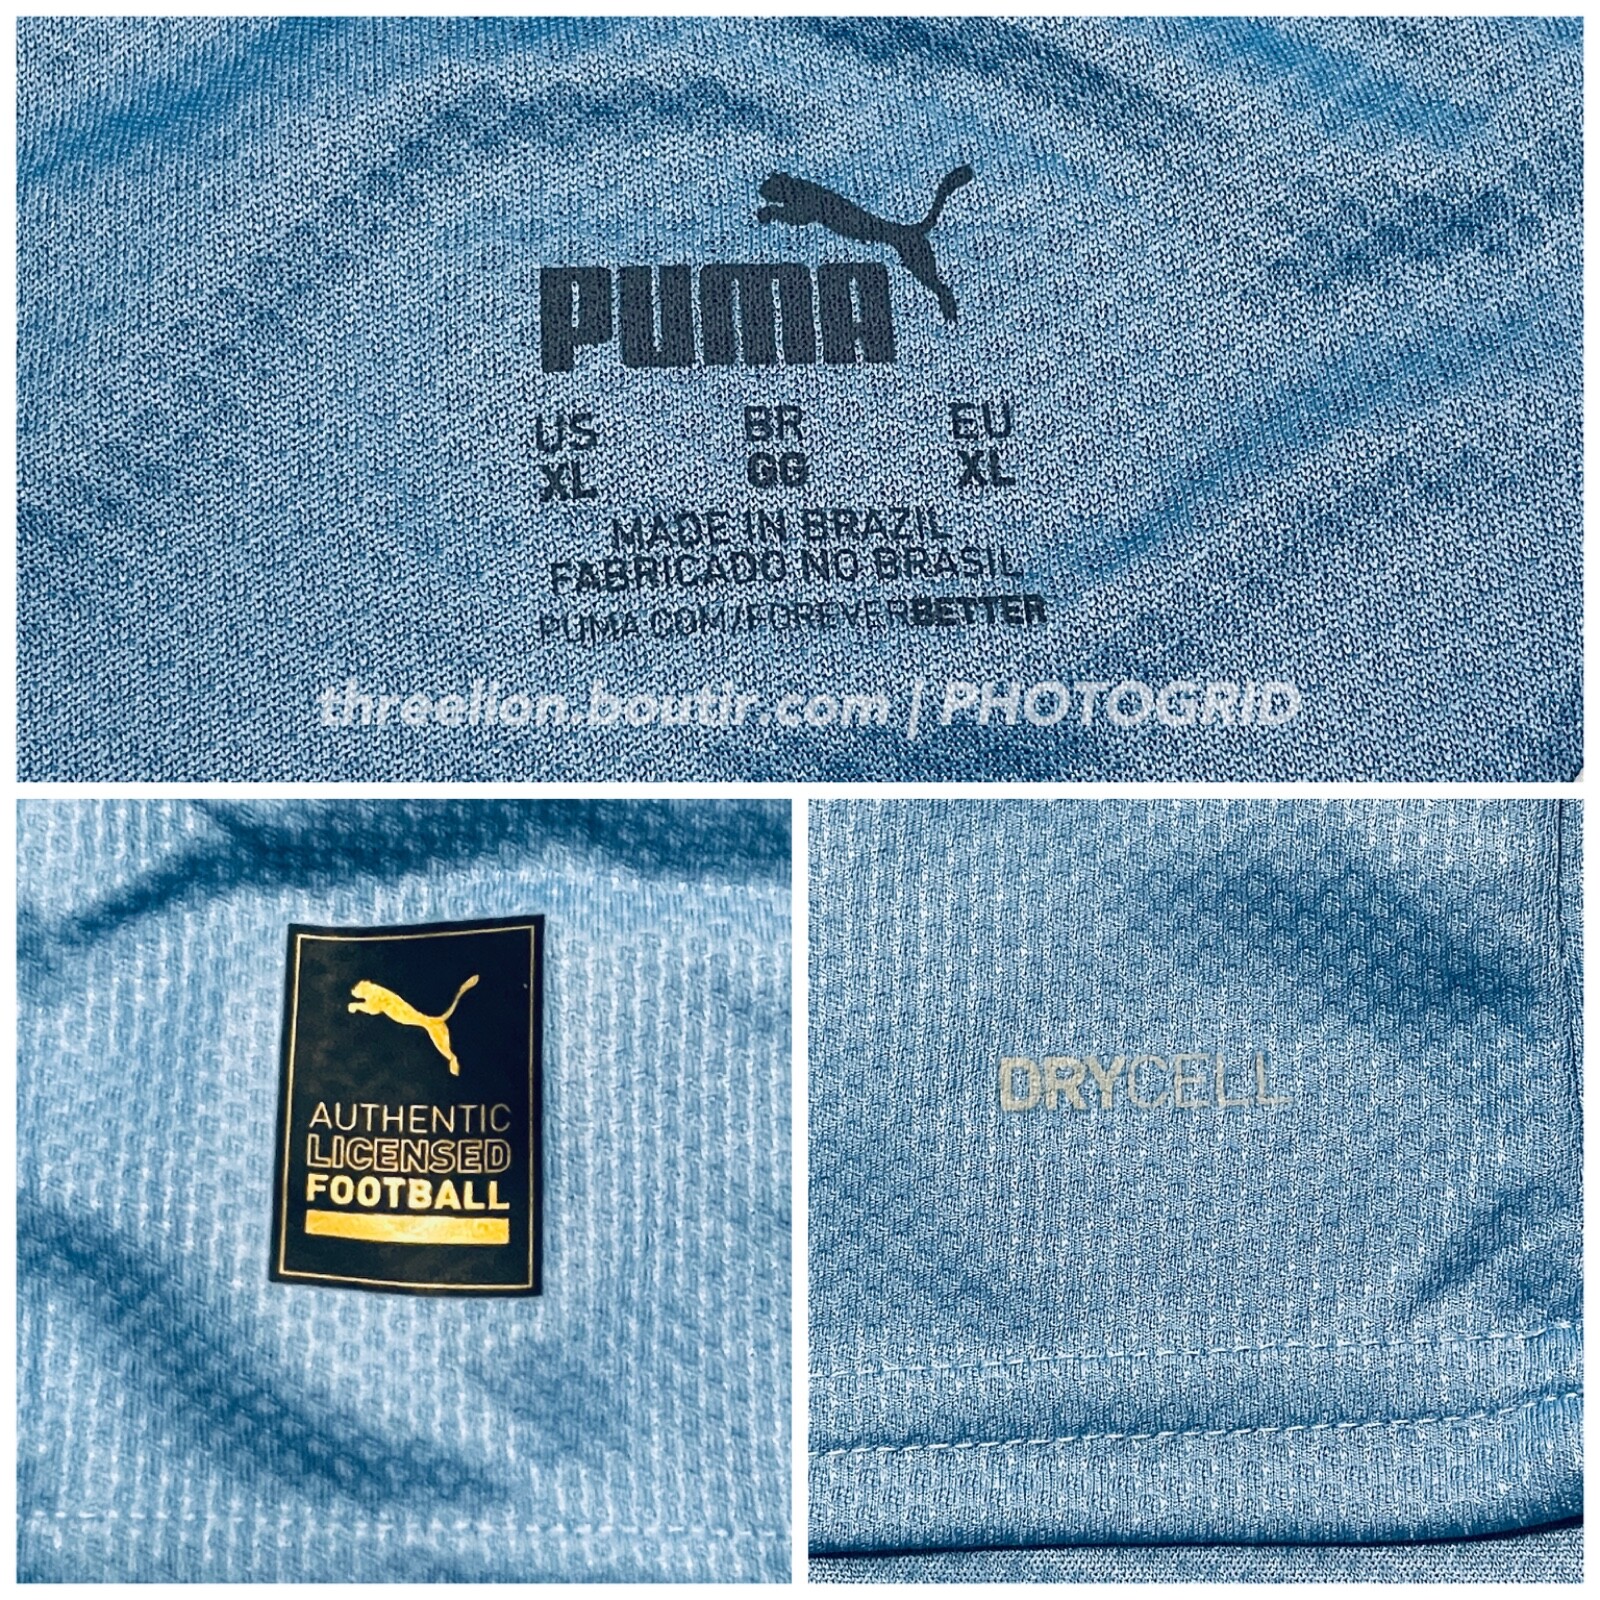 PUMA
US BR EU
XL GG XL
MADE IN BRAZIL
FABRICADO NO BRASIL
PUMA.COM/FOREVERBETTER
threelion.boutir.com | PHOTOGRID
AUTHENTIC
LICENSED
FOOTBALL
DRYCELL